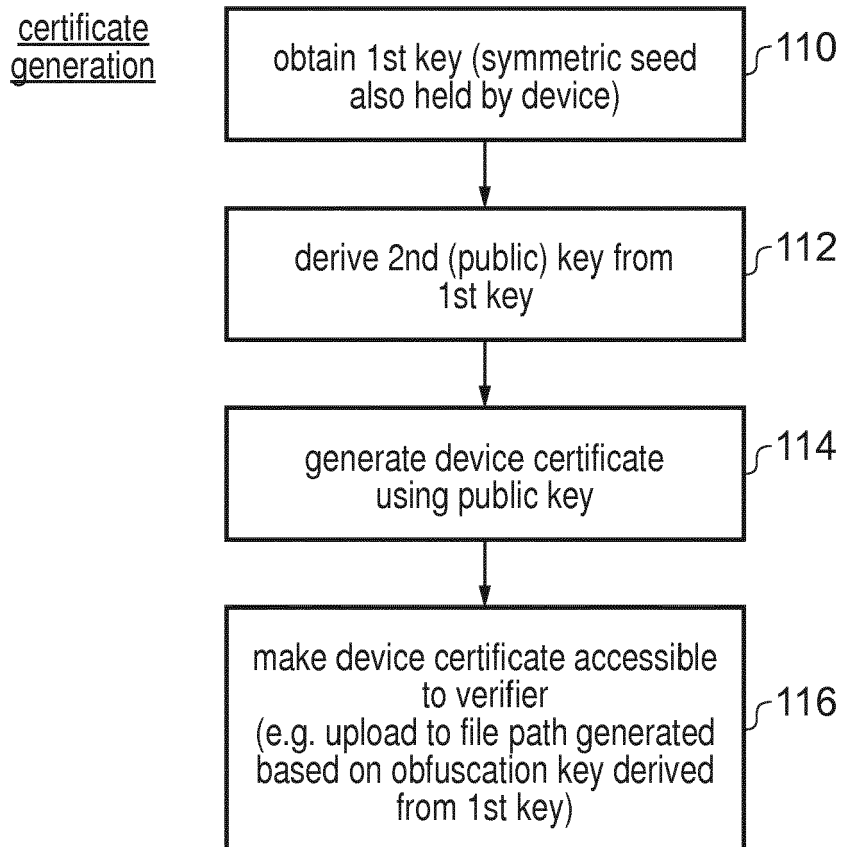 certificate
generation
obtain 1st key (symmetric seed
also held by device)
110
derive 2nd (public) key from
1st key
112
generate device certificate
using public key
114
make device certificate accessible
to verifier
(e.g. upload to file path generated
based on obfuscation key derived
from 1st key)
116